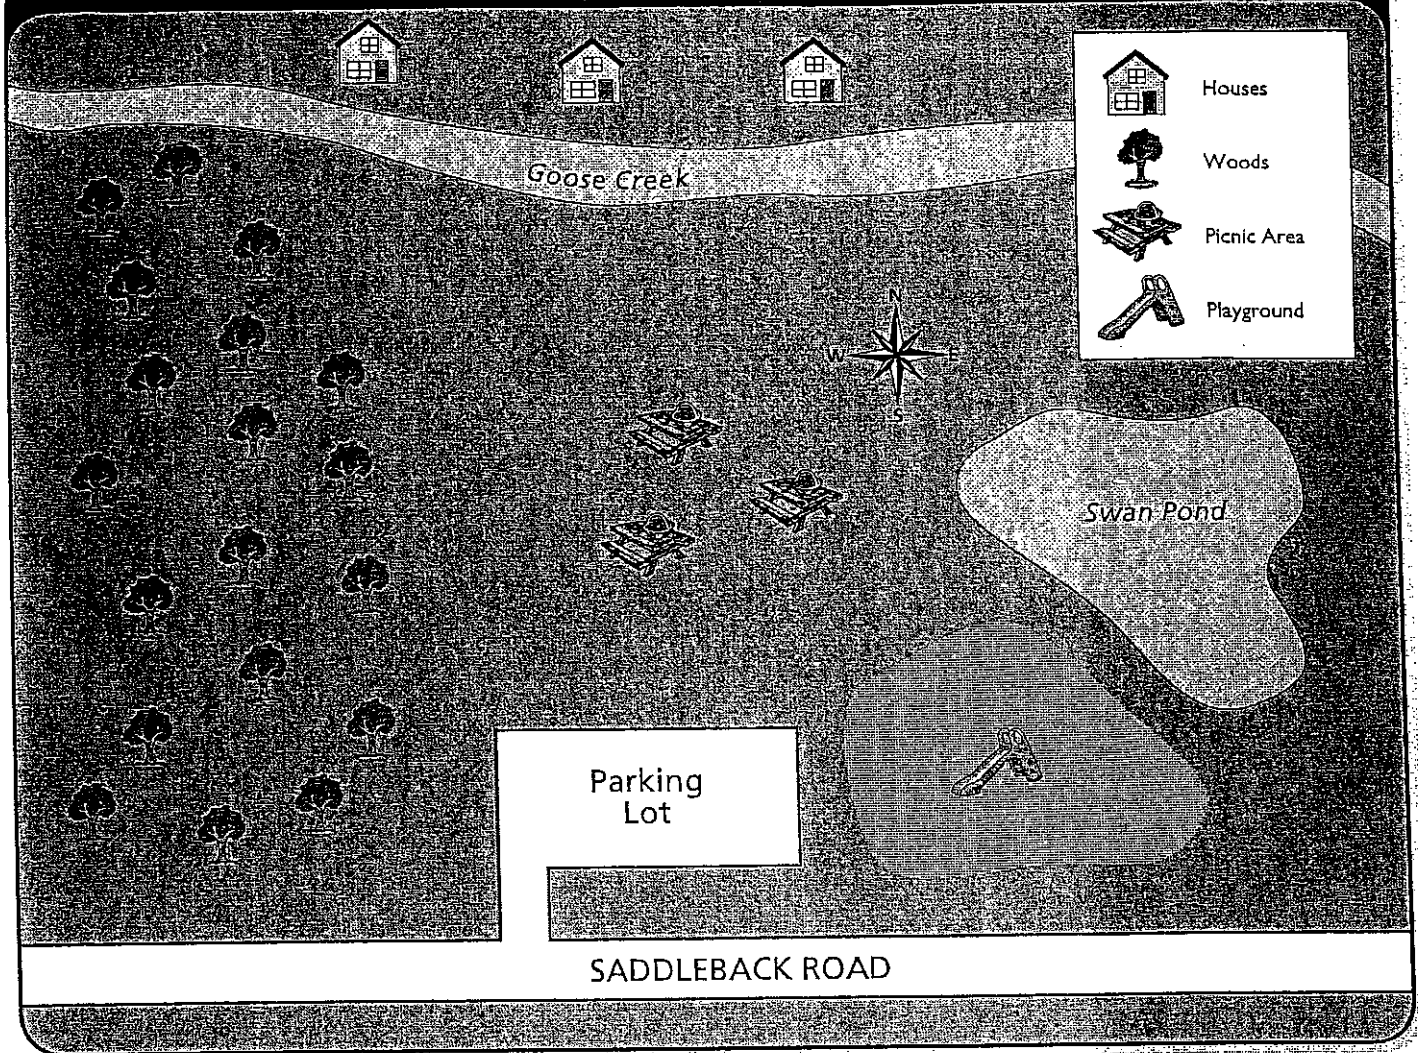 Houses
Woods
Goose Creek
Picnic Area
N
Playground
W E
S
Swan Pond
Parking
Lot
SADDLEBACK ROAD